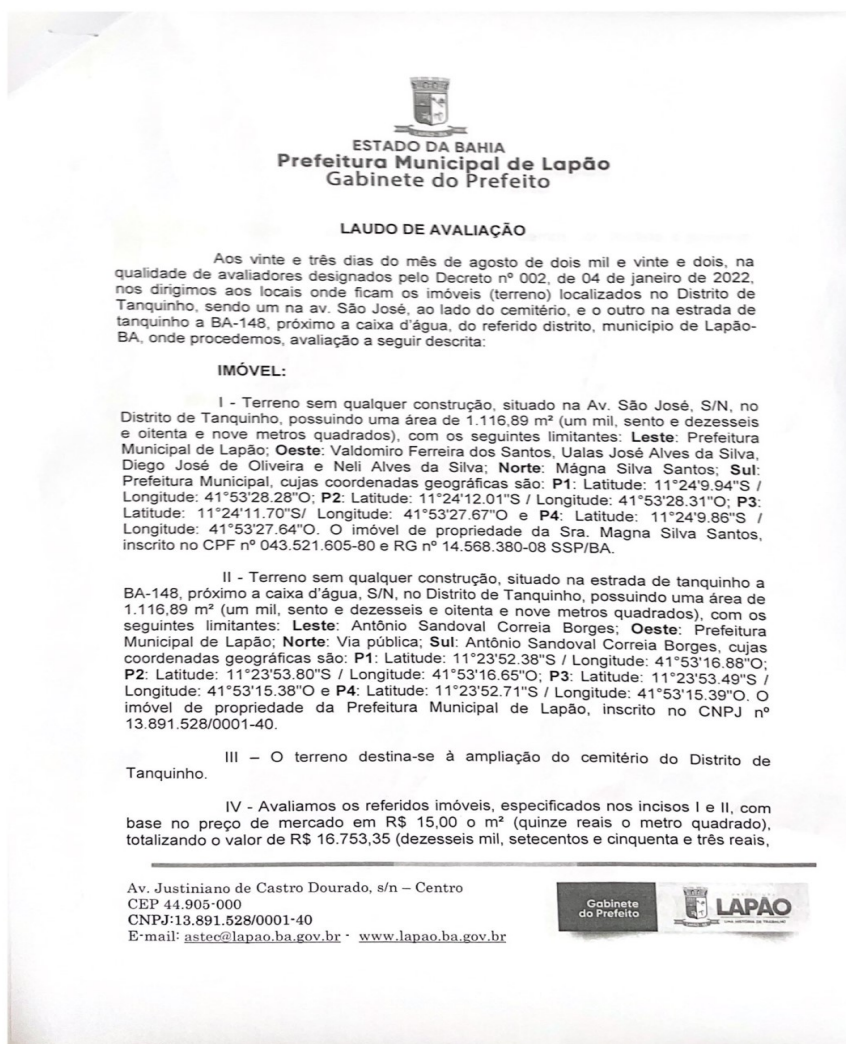 LAPÃO - BA
ESTADO DA BAHIA
Prefeitura Municipal de Lapão
Gabinete do Prefeito
LAUDO DE AVALIAÇÃO
Aos vinte e três dias do mês de agosto de dois mil e vinte e dois, na
qualidade de avaliadores designados pelo Decreto nº 002, de 04 de janeiro de 2022,
nos dirigimos aos locais onde ficam os imóveis (terreno) localizados no Distrito de
Tanquinho, sendo um na av. São José, ao lado do cemitério, e o outro na estrada de
tanquinho a BA-148, próximo a caixa d'água, do referido distrito, município de Lapão-
BA, onde procedemos, avaliação a seguir descrita:
IMÓVEL:
I - Terreno sem qualquer construção, situado na Av. São José, S/N, no
Distrito de Tanquinho, possuindo uma área de 1.116,89 m² (um mil, sento e dezesseis
e oitenta e nove metros quadrados), com os seguintes limitantes: Leste: Prefeitura
Municipal de Lapão; Oeste: Valdomiro Ferreira dos Santos, Ualas José Alves da Silva,
Diego José de Oliveira e Neli Alves da Silva; Norte: Mágna Silva Santos; Sul:
Prefeitura Municipal, cujas coordenadas geográficas são: P1: Latitude: 11°24'9.94"S /
Longitude: 41°53'28.28"O; P2: Latitude: 11°24'12.01"S / Longitude: 41°53'28.31"O; P3:
Latitude: 11°24'11.70"S/ Longitude: 41°53'27.67"O e P4: Latitude: 11°24'9.86"S /
Longitude: 41°53'27.64"O. O imóvel de propriedade da Sra. Magna Silva Santos,
inscrito no CPF nº 043.521.605-80 e RG nº 14.568.380-08 SSP/BA.
II - Terreno sem qualquer construção, situado na estrada de tanquinho a
BA-148, próximo a caixa d'água, S/N, no Distrito de Tanquinho, possuindo uma área de
1.116,89 m² (um mil, sento e dezesseis e oitenta e nove metros quadrados), com os
seguintes limitantes: Leste: Antônio Sandoval Correia Borges; Oeste: Prefeitura
Municipal de Lapão; Norte: Via pública; Sul: Antônio Sandoval Correia Borges, cujas
coordenadas geográficas são: P1: Latitude: 11°23'52.38"S / Longitude: 41°53'16.88"O;
P2: Latitude: 11°23'53.80"S / Longitude: 41°53'16.65"O; P3: Latitude: 11°23'53.49"S /
Longitude: 41°53'15.38"O e P4: Latitude: 11°23'52.71"S / Longitude: 41°53'15.39"O. O
imóvel de propriedade da Prefeitura Municipal de Lapão, inscrito no CNPJ nº
13.891.528/0001-40.
III – O terreno destina-se à ampliação do cemitério do Distrito de
Tanquinho.
IV - Avaliamos os referidos imóveis, especificados nos incisos I e II, com
base no preço de mercado em R$ 15,00 o m² (quinze reais o metro quadrado),
totalizando o valor de R$ 16.753,35 (dezesseis mil, setecentos e cinquenta e três reais,
Av. Justiniano de Castro Dourado, s/n – Centro
CEP 44.905-000
CNPJ:13.891.528/0001-40
E-mail: astec@lapao.ba.gov.br - www.lapao.ba.gov.br
Gabinete
do Prefeito
PREFEITURA
LAPÃO
UMA HISTÓRIA DE TRABALHO